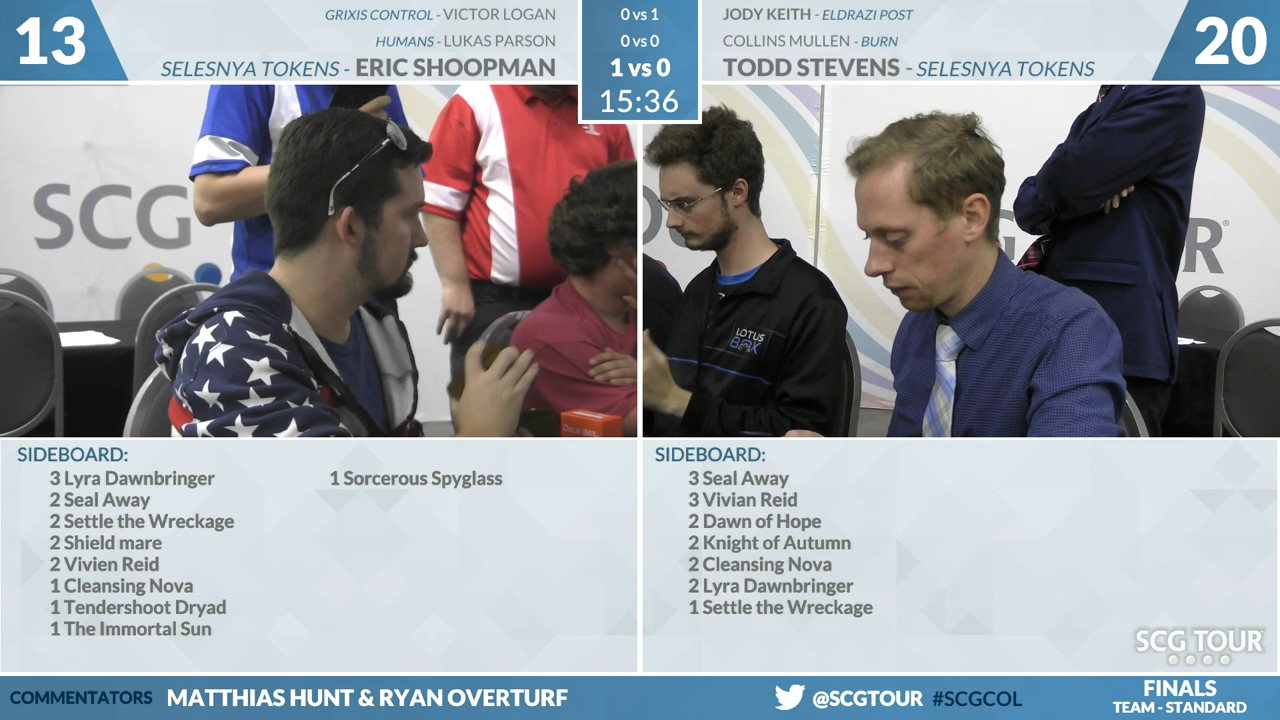 13
GRIXIS CONTROL - VICTOR LOGAN
HUMANS - LUKAS PARSON
SELESNYA TOKENS - ERIC SHOOPMAN
0 vs 1
0 vs 0
1 vs 0
15:36
JODY KEITH - ELDRAZI POST
COLLINS MULLEN - BURN
TODD STEVENS - SELESNYA TOKENS
20
SCG
R®
LOTUS
BOX
SIDEBOARD:
3 Lyra Dawnbringer
2 Seal Away
2 Settle the Wreckage
2 Shield mare
2 Vivien Reid
1 Cleansing Nova
1 Tendershoot Dryad
1 The Immortal Sun
1 Sorcerous Spyglass
SIDEBOARD:
3 Seal Away
3 Vivian Reid
2 Dawn of Hope
2 Knight of Autumn
2 Cleansing Nova
2 Lyra Dawnbringer
1 Settle the Wreckage
SCG TOUR
COMMENTATORS MATTHIAS HUNT & RYAN OVERTURF
@SCGTOUR #SCGCOL
FINALS
TEAM - STANDARD